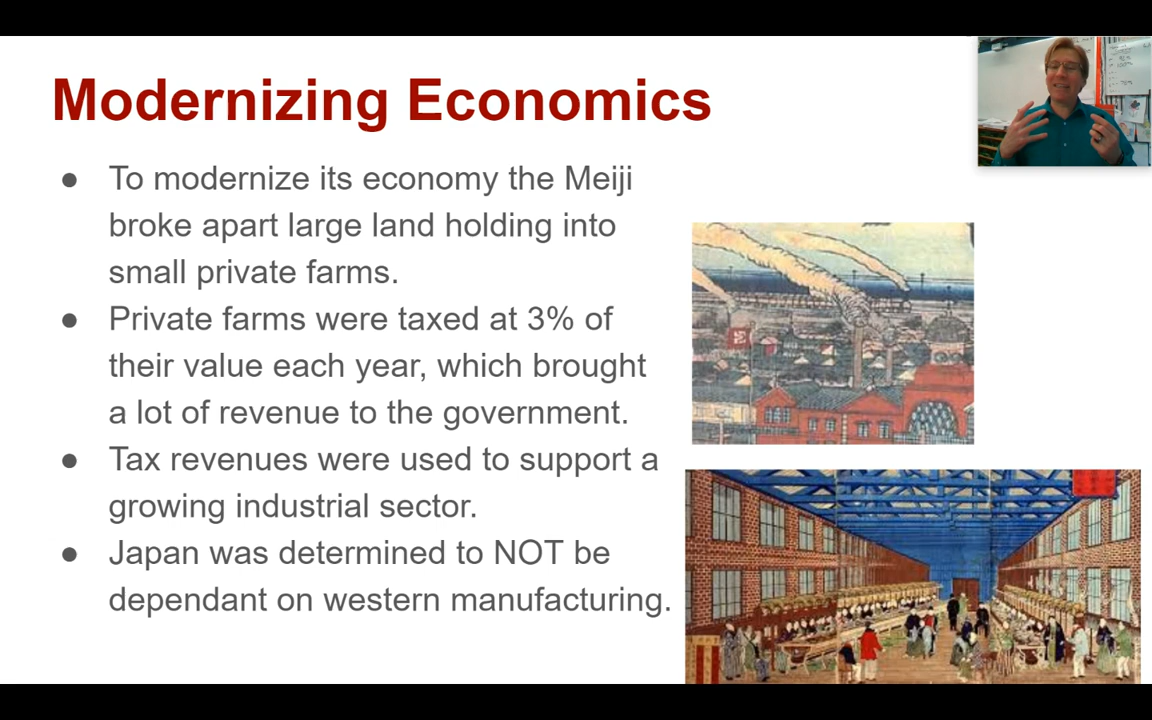 Modernizing Economics
● To modernize its economy the Meiji
broke apart large land holding into
small private farms.
● Private farms were taxed at 3% of
their value each year, which brought
a lot of revenue to the government.
● Tax revenues were used to support a
growing industrial sector.
● Japan was determined to NOT be
dependant on western manufacturing.